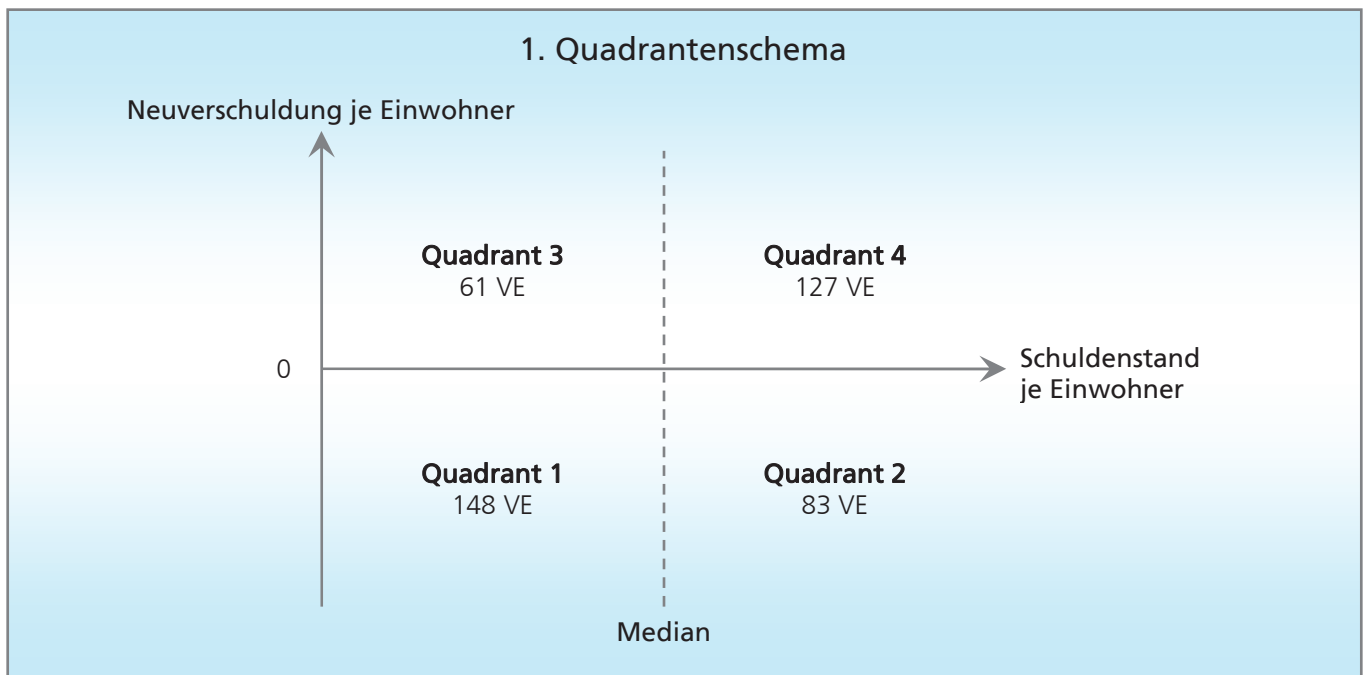 1. Quadrantenschema
Neuverschuldung je Einwohner
Quadrant 3
61 VE
Quadrant 4
127 VE
0
Schuldenstand
je Einwohner
Quadrant 1
148 VE
Quadrant 2
83 VE
Median